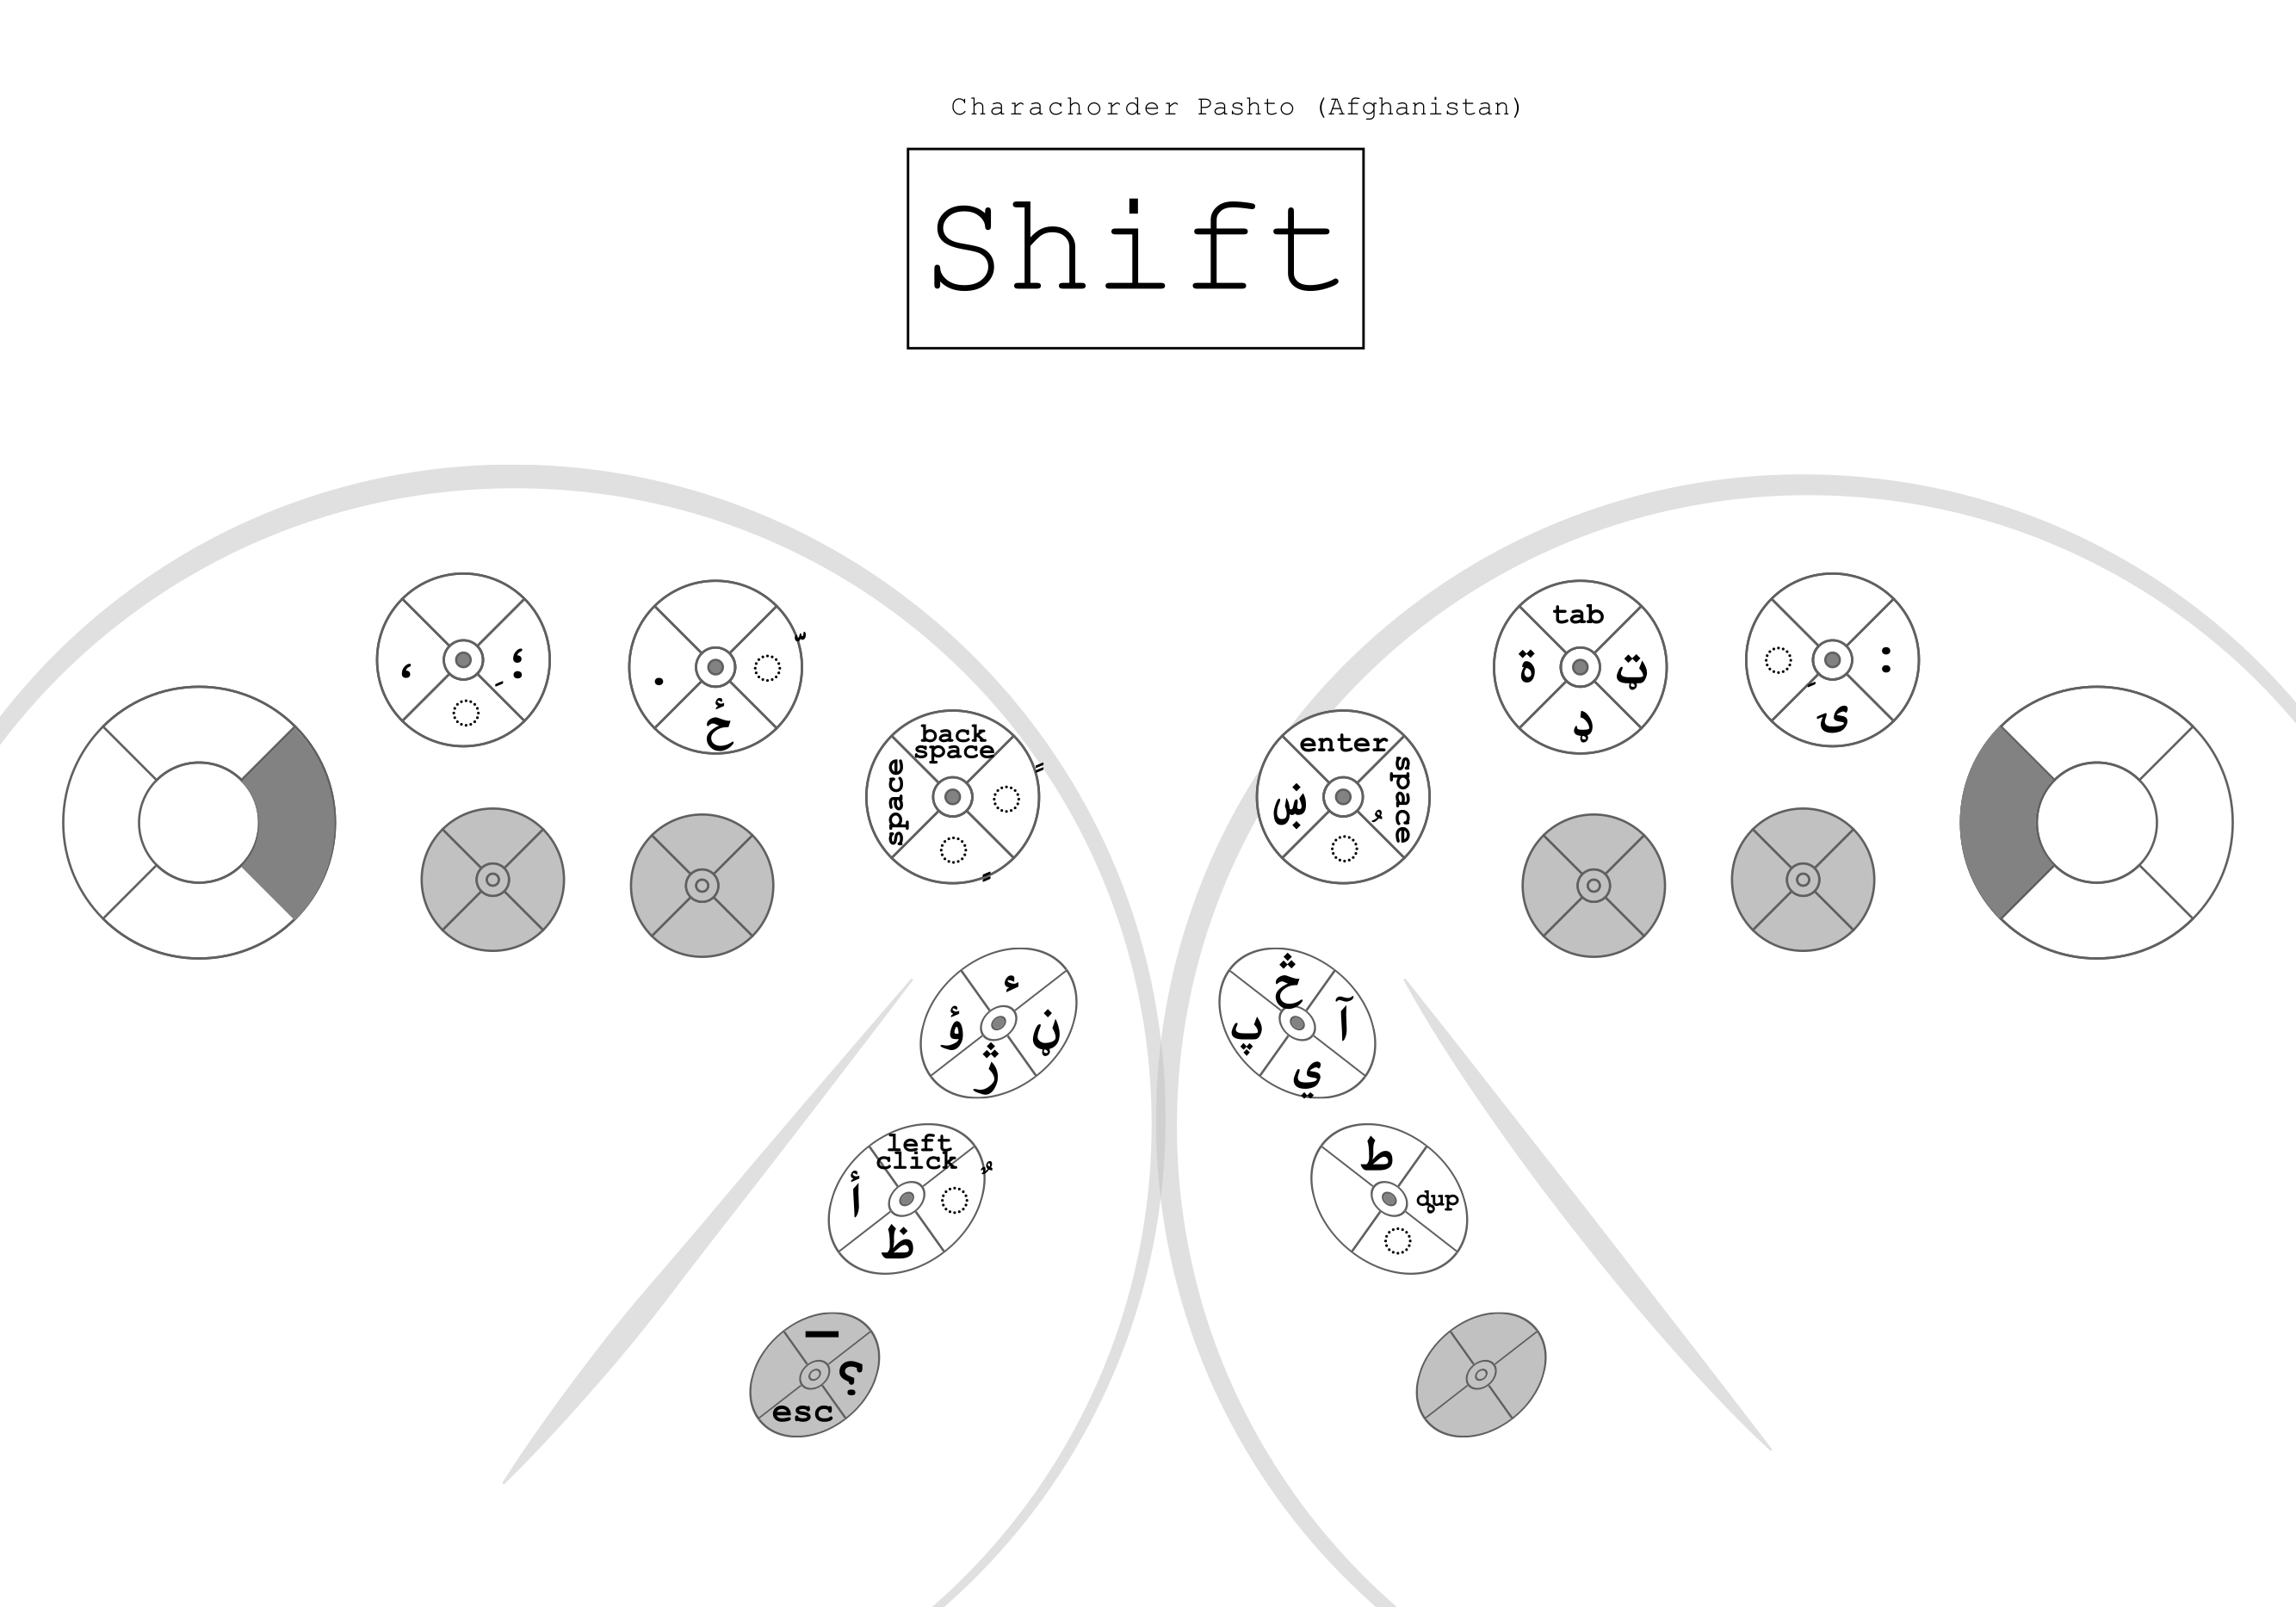 Charachorder Pashto (Afghanistan)
Shift
،
؛
◌َ
.
◌ّ
ځ
back
space
space
◌ً
◌ٍ
enter
ښ
space
◌ُ
tab
ة
ټ
ډ
◌ِ
:
ی
ء
ؤ
ڼ
ژ
څ
پ
آ
ي
left
click
أ
◌ٌ
ظ
ط
dup
◌
؟
esc